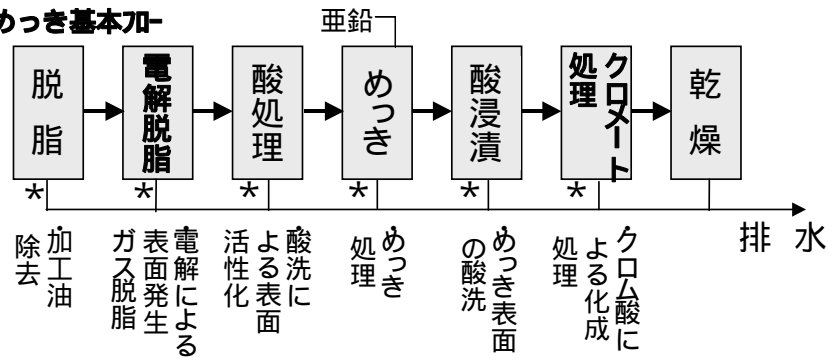 めっき基本フロー
亜鉛
脱脂
電解脱脂
酸処理
めっき
酸浸漬
クロメート
処理
乾燥
*
*
*
*
*
*
排水
・加工油
除去
・電解による
表面発生
ガス脱脂
・酸洗に
よる表面
活性化
・めっき
処理
・めっき表面
の酸洗
・クロム酸に
よる化成
処理